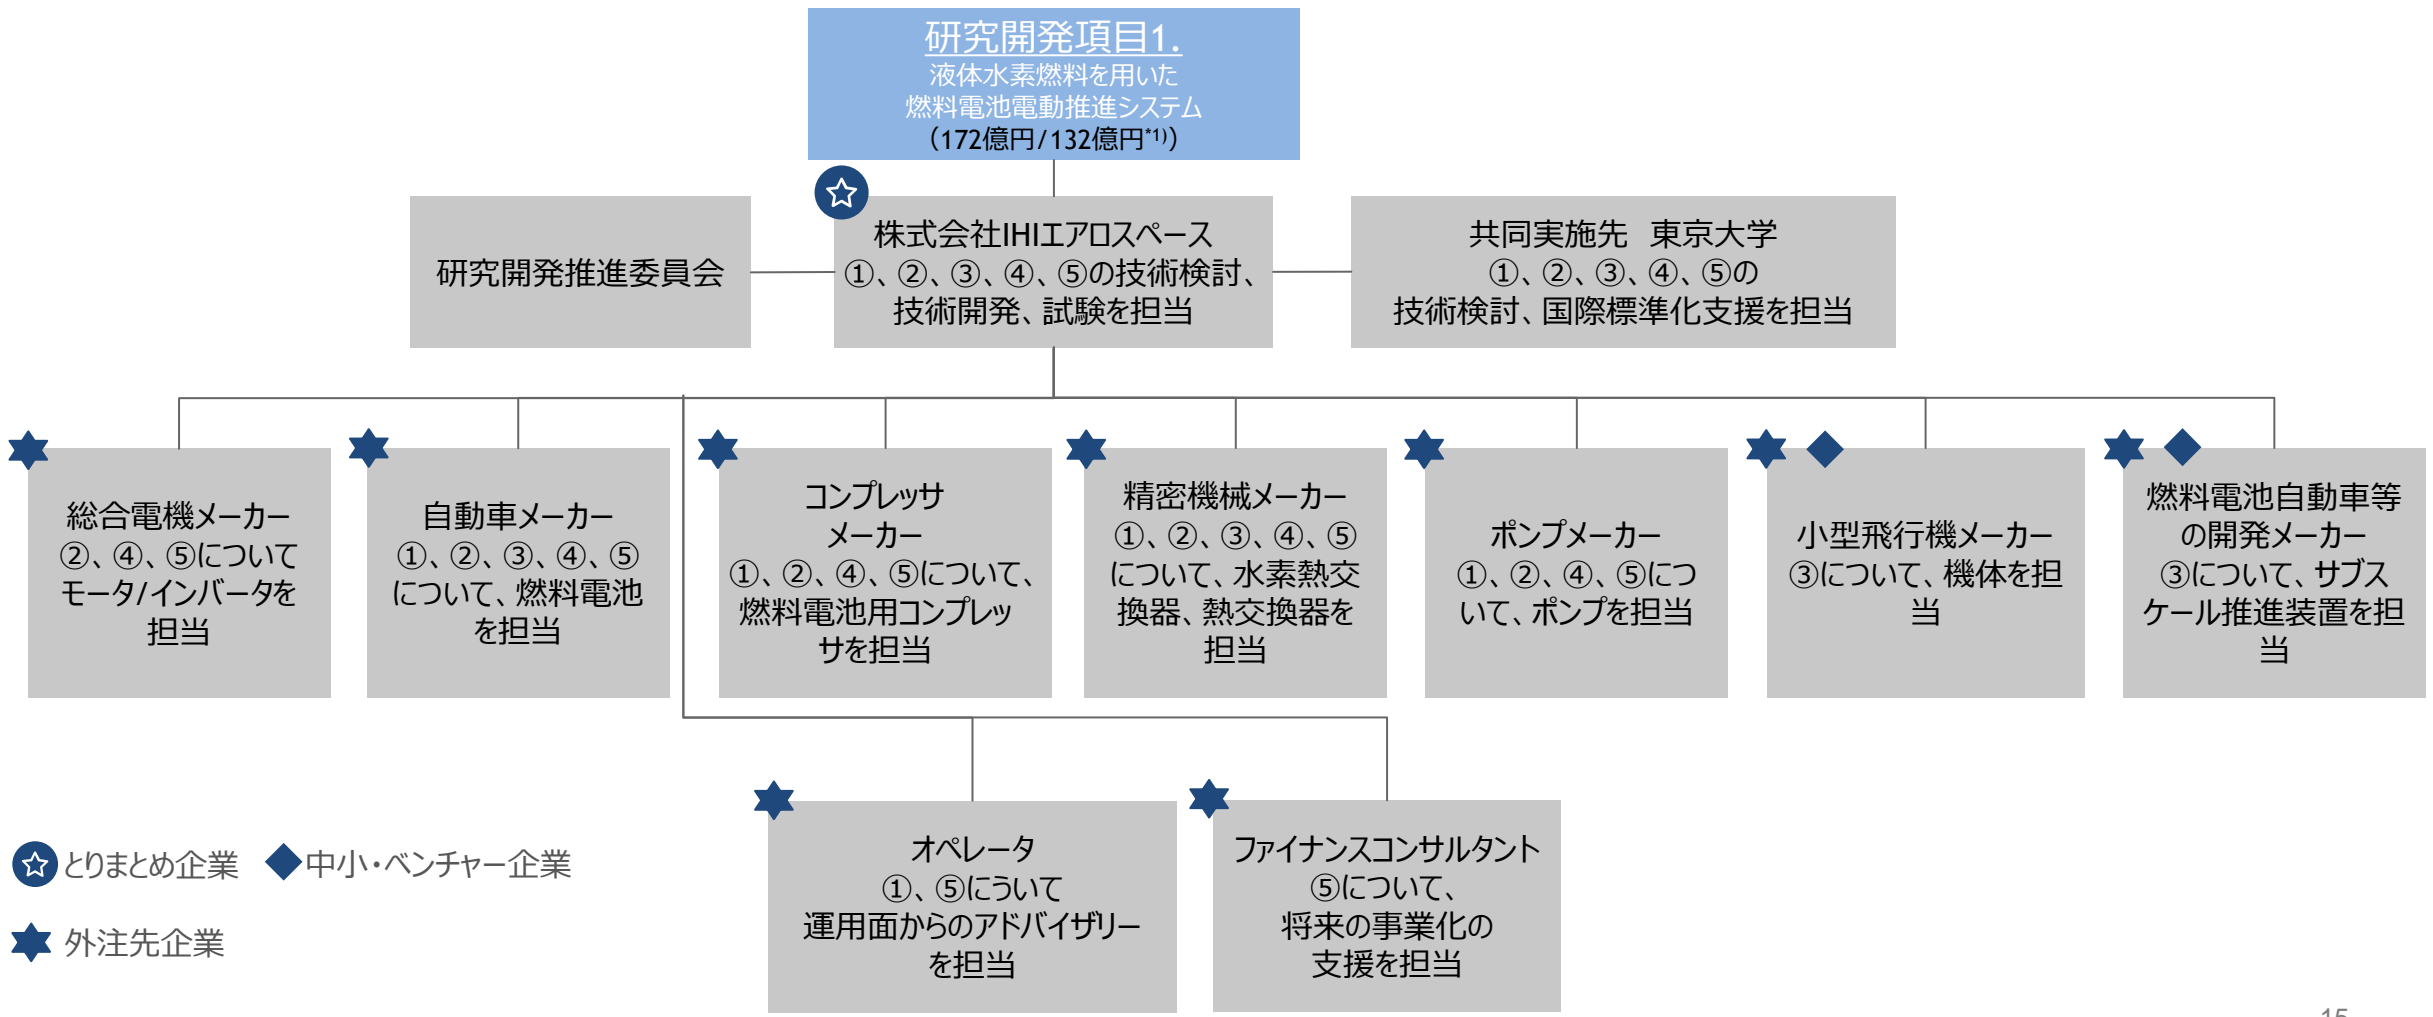 研究開発項目1.
液体水素燃料を用いた
燃料電池電動推進システム
（172億円/132億円*1)）
研究開発推進委員会
株式会社IHIエアロスペース
①、②、③、④、⑤の技術検討、
技術開発、試験を担当
共同実施先　東京大学
①、②、③、④、⑤の
技術検討、国際標準化支援を担当
総合電機メーカー
②、④、⑤について
モータ/インバータを
担当
自動車メーカー
①、②、③、④、⑤
について、燃料電池
を担当
コンプレッサ
メーカー
①、②、④、⑤について、
燃料電池用コンプレッ
サを担当
精密機械メーカー
①、②、③、④、⑤
について、水素熱交
換器、熱交換器を
担当
ポンプメーカー
①、②、④、⑤につ
いて、ポンプを担当
小型飛行機メーカー
③について、機体を担
当
燃料電池自動車等
の開発メーカー
③について、サブス
ケール推進装置を担
当
オペレータ
①、⑤にういて
運用面からのアドバイザリー
を担当
ファイナンスコンサルタント
⑤について、
将来の事業化の
支援を担当
とりまとめ企業
中小・ベンチャー企業
外注先企業
15